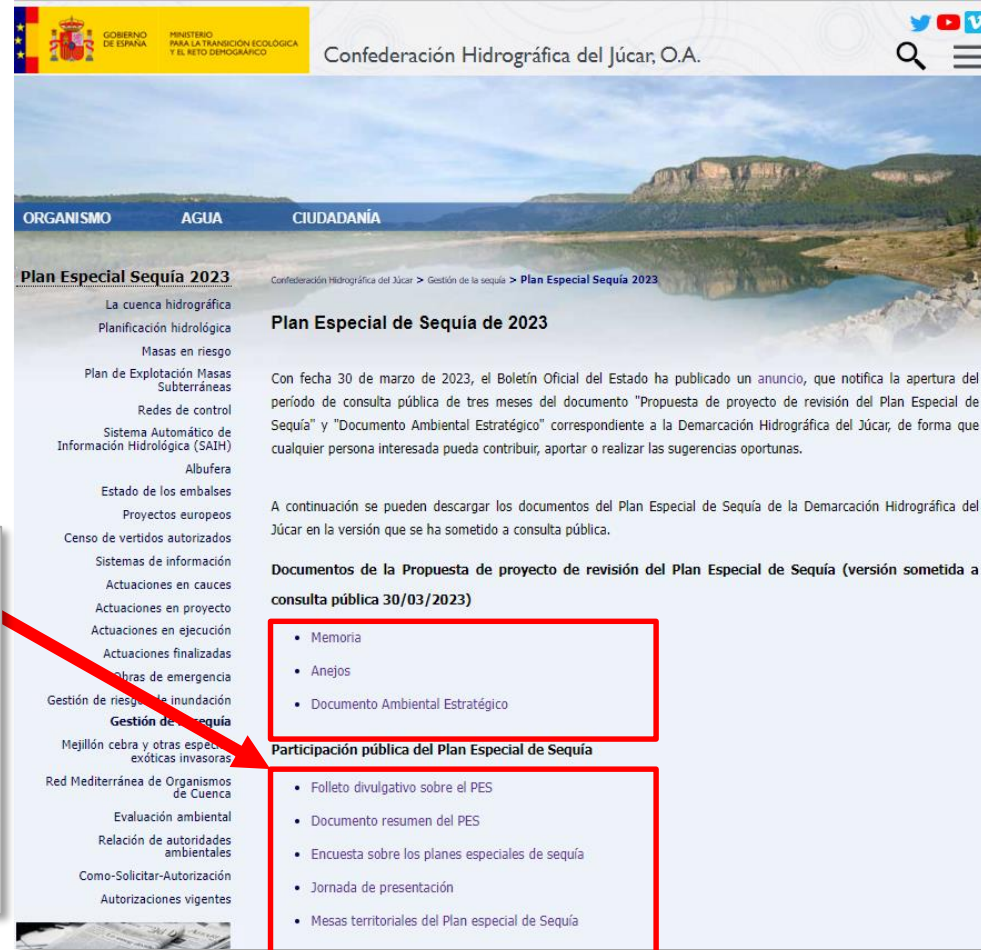 GOBIERNO
DE ESPAÑA
MINISTERIO
PARA LA TRANSICIÓN ECOLÓGICA
Y EL RETO DEMOGRÁFICO
Confederación Hidrográfica del Júcar, O.A.
ORGANISMO AGUA CIUDADANÍA
Plan Especial Sequía 2023
La cuenca hidrográfica
Planificación hidrológica
Masas en riesgo
Plan de Explotación Masas
Subterráneas
Redes de control
Sistema Automático de
Información Hidrológica (SAIH)
Albufera
Estado de los embalses
Proyectos europeos
Censo de vertidos autorizados
Sistemas de información
Actuaciones en cauces
Actuaciones en proyecto
Actuaciones en ejecución
Actuaciones finalizadas
Obras de emergencia
Gestión de riesgo de inundación
Gestión de sequía
Mejillón cebra y otras especies
exóticas invasoras
Red Mediterránea de Organismos
de Cuenca
Evaluación ambiental
Relación de autoridades
ambientales
Como-Solicitar-Autorización
Autorizaciones vigentes
Confederación Hidrográfica del Júcar > Gestión de la sequía > Plan Especial Sequía 2023
Plan Especial de Sequía de 2023
Con fecha 30 de marzo de 2023, el Boletín Oficial del Estado ha publicado un anuncio, que notifica la apertura del
período de consulta pública de tres meses del documento "Propuesta de proyecto de revisión del Plan Especial de
Sequía" y "Documento Ambiental Estratégico" correspondiente a la Demarcación Hidrográfica del Júcar, de forma que
cualquier persona interesada pueda contribuir, aportar o realizar las sugerencias oportunas.
A continuación se pueden descargar los documentos del Plan Especial de Sequía de la Demarcación Hidrográfica del
Júcar en la versión que se ha sometido a consulta pública.
Documentos de la Propuesta de proyecto de revisión del Plan Especial de Sequía (versión sometida a
consulta pública 30/03/2023)
• Memoria
• Anejos
• Documento Ambiental Estratégico
Participación pública del Plan Especial de Sequía
• Folleto divulgativo sobre el PES
• Documento resumen del PES
• Encuesta sobre los planes especiales de sequía
• Jornada de presentación
• Mesas territoriales del Plan especial de Sequía